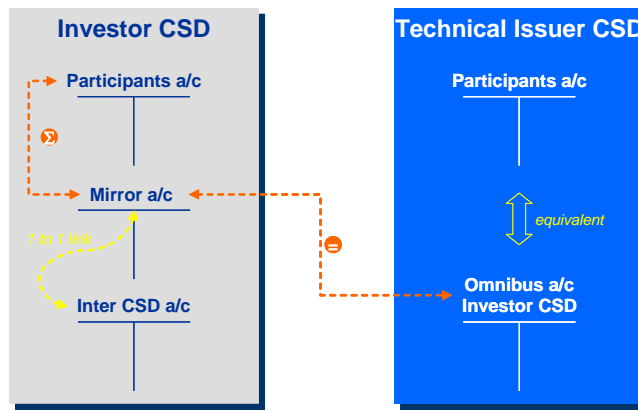 Investor CSD
Participants a/c
Σ
Mirror a/c
1 to 1 link
Inter CSD a/c
=
Technical Issuer CSD
Participants a/c
equivalent
Omnibus a/c
Investor CSD